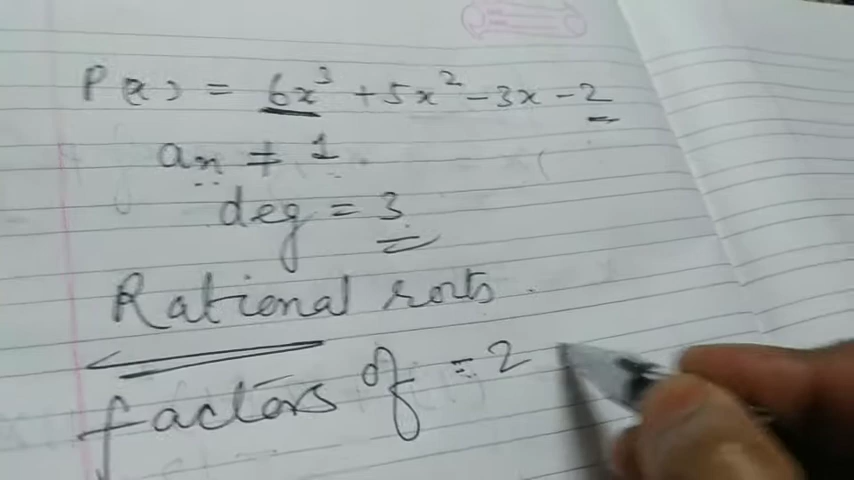 P(x) = 6x³ + 5x² - 3x - 2
aₙ ≠ 1
deg = 3
Rational roots
factors of = 2